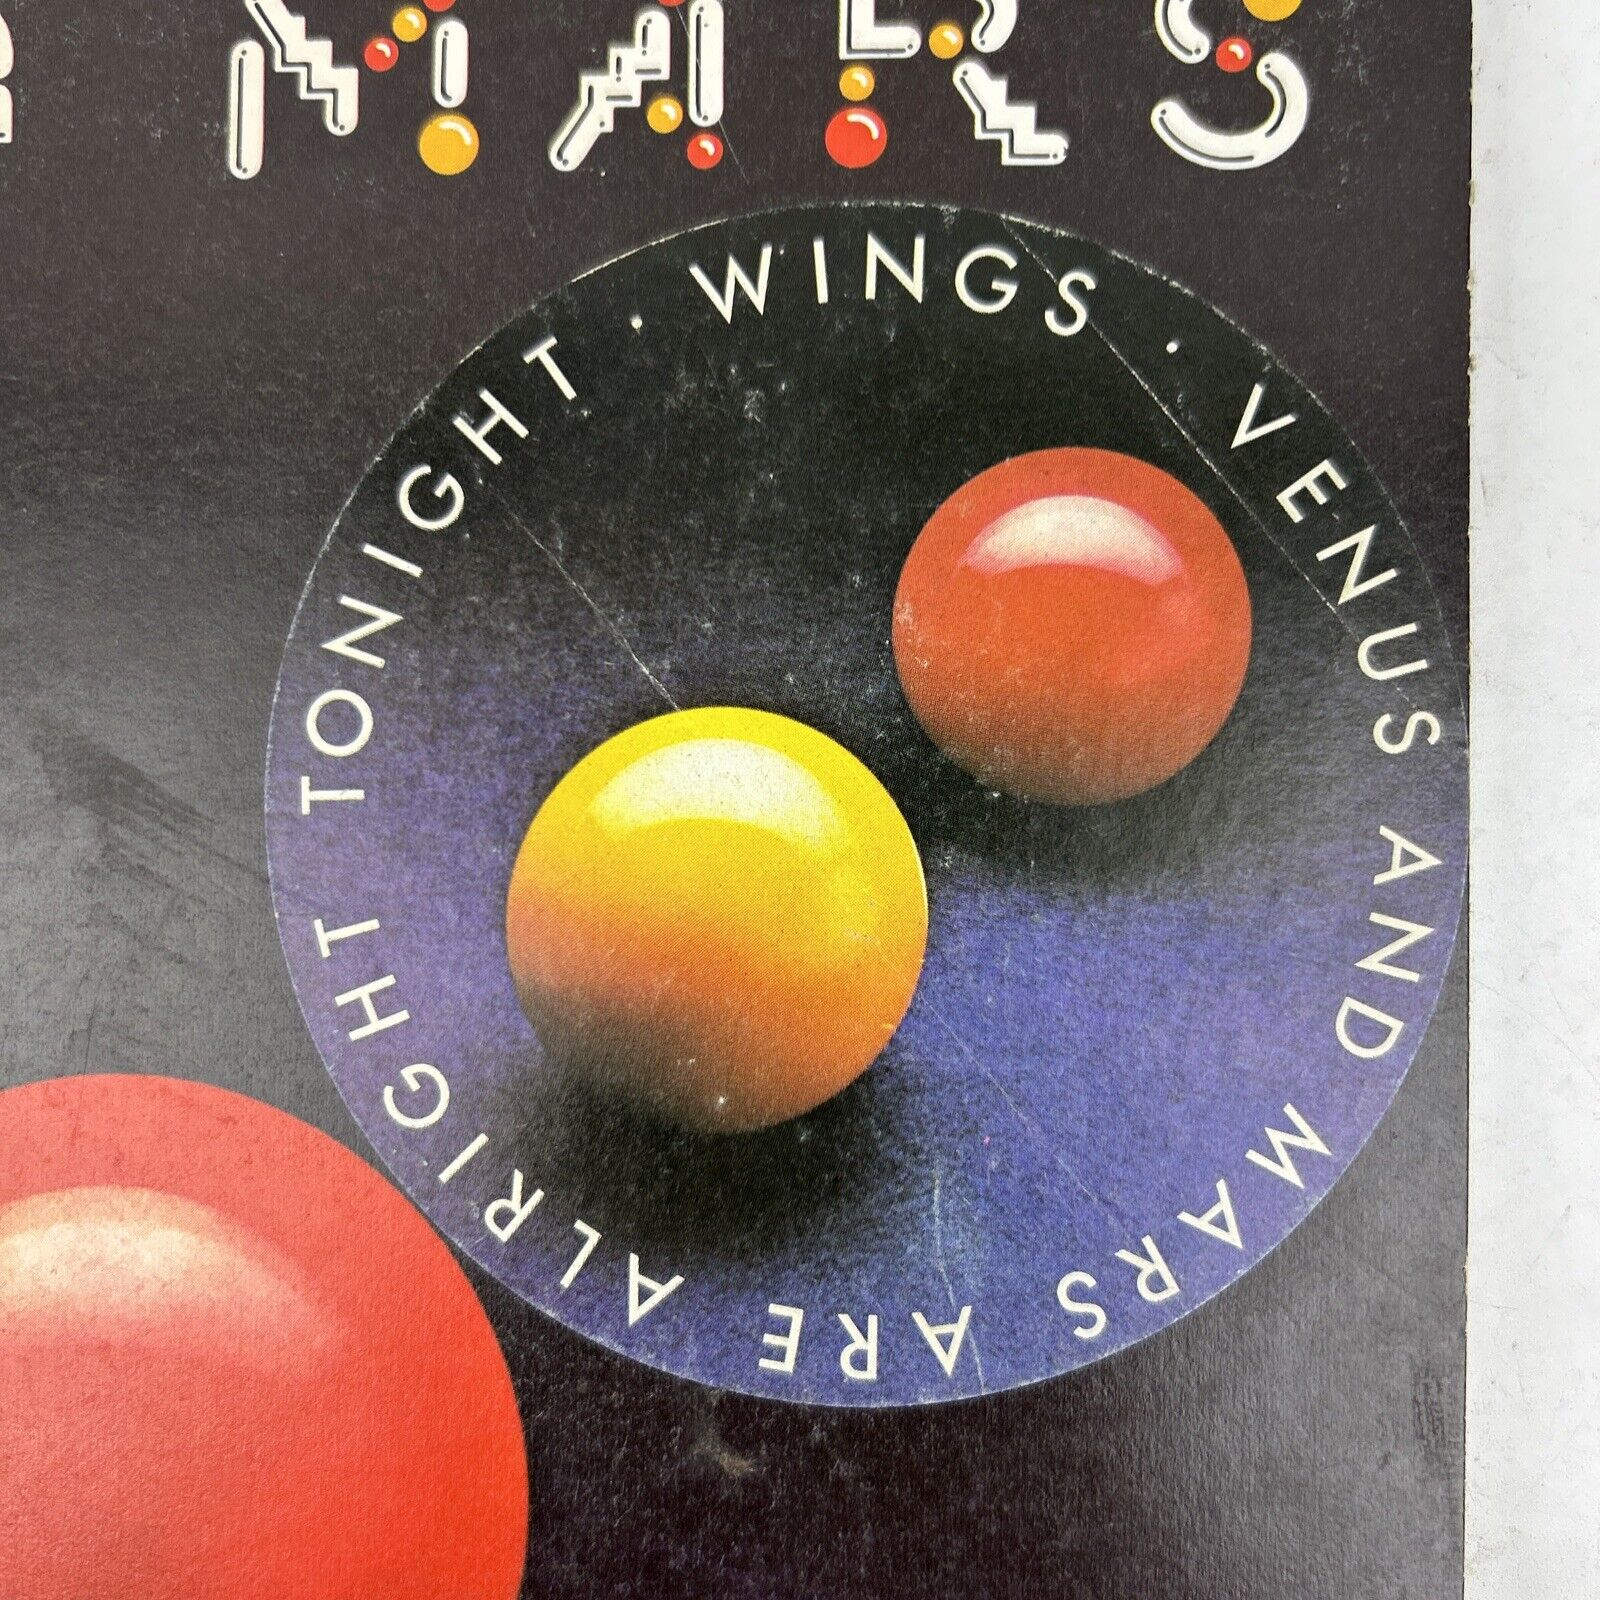 MARS
WINGS · VENUS AND MARS ARE ALRIGHT TONIGHT ·